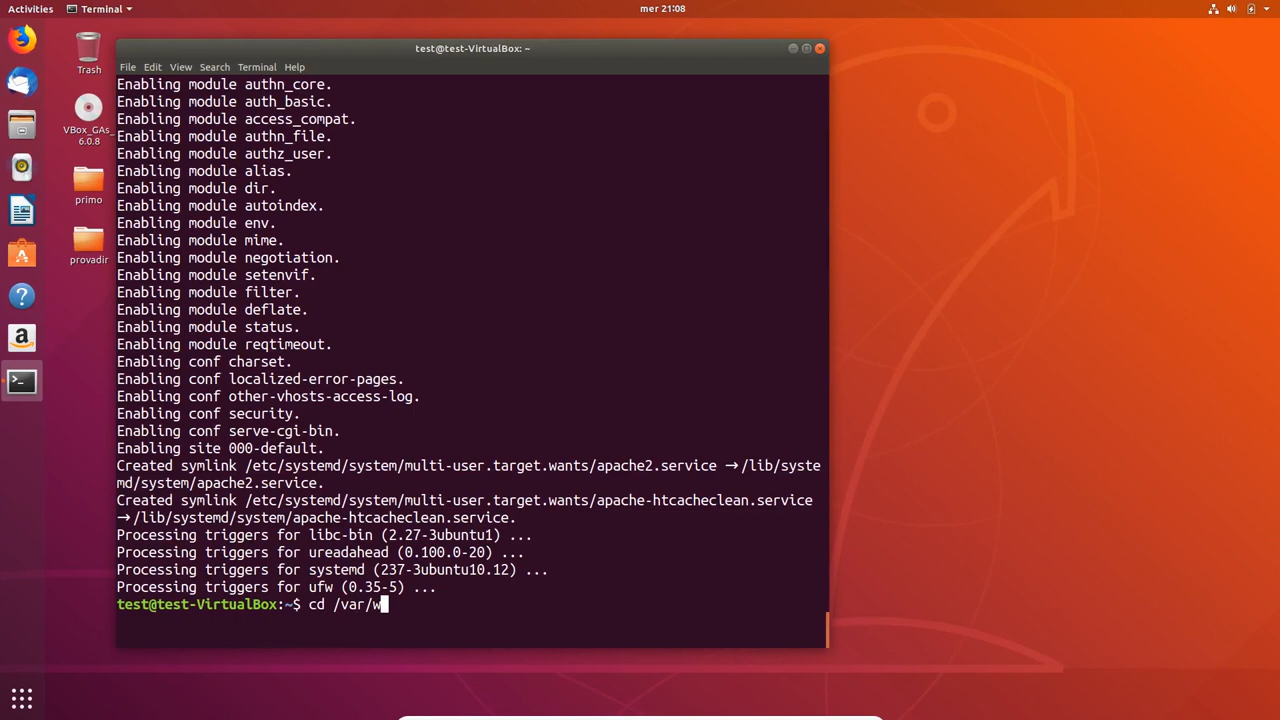 Activities
Terminal
mer 21:08
Trash
VBox_GAs_
6.0.8
primo
provadir
test@test-VirtualBox: ~
File Edit View Search Terminal Help
Enabling module authn_core.
Enabling module auth_basic.
Enabling module access_compat.
Enabling module authn_file.
Enabling module authz_user.
Enabling module alias.
Enabling module dir.
Enabling module autoindex.
Enabling module env.
Enabling module mime.
Enabling module negotiation.
Enabling module setenvif.
Enabling module filter.
Enabling module deflate.
Enabling module status.
Enabling module reqtimeout.
Enabling conf charset.
Enabling conf localized-error-pages.
Enabling conf other-vhosts-access-log.
Enabling conf security.
Enabling conf serve-cgi-bin.
Enabling site 000-default.
Created symlink /etc/systemd/system/multi-user.target.wants/apache2.service → /lib/syste
md/system/apache2.service.
Created symlink /etc/systemd/system/multi-user.target.wants/apache-htcacheclean.service
→ /lib/systemd/system/apache-htcacheclean.service.
Processing triggers for libc-bin (2.27-3ubuntu1) ...
Processing triggers for ureadahead (0.100.0-20) ...
Processing triggers for systemd (237-3ubuntu10.12) ...
Processing triggers for ufw (0.35-5) ...
test@test-VirtualBox:~$ cd /var/w